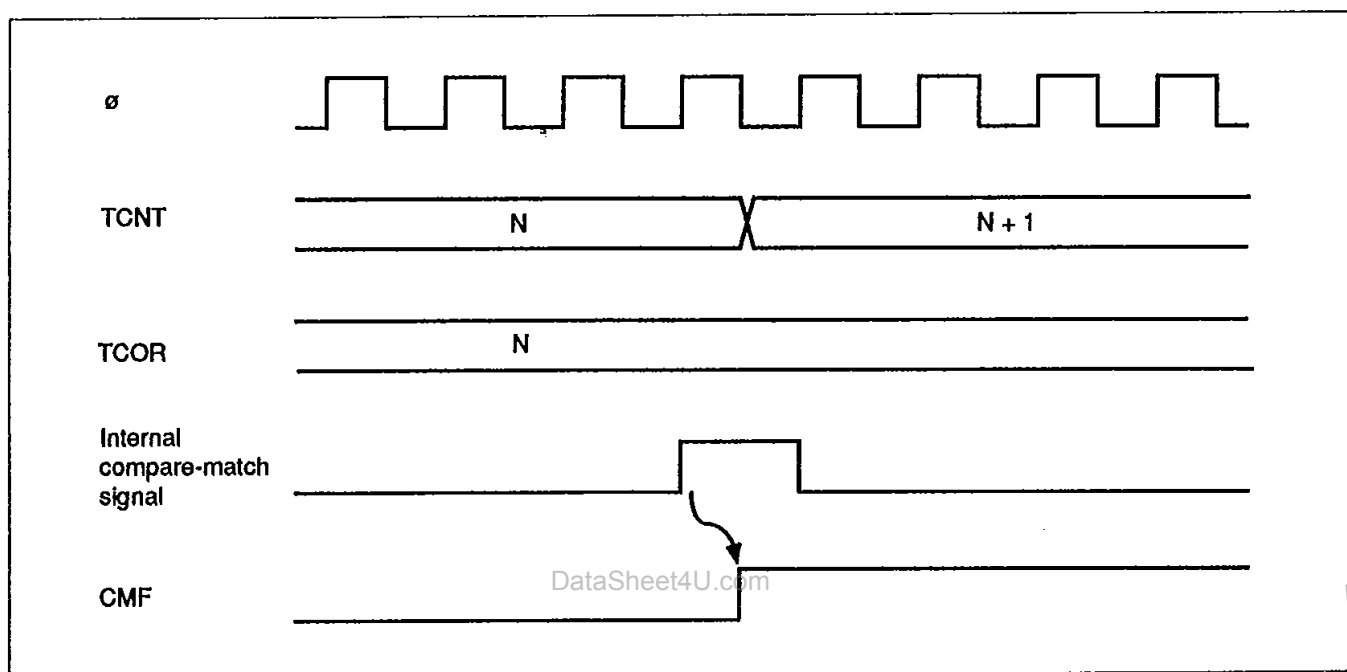 ø
TCNT
N
N + 1
TCOR
N
Internal
compare-match
signal
DataSheet4U.com
CMF